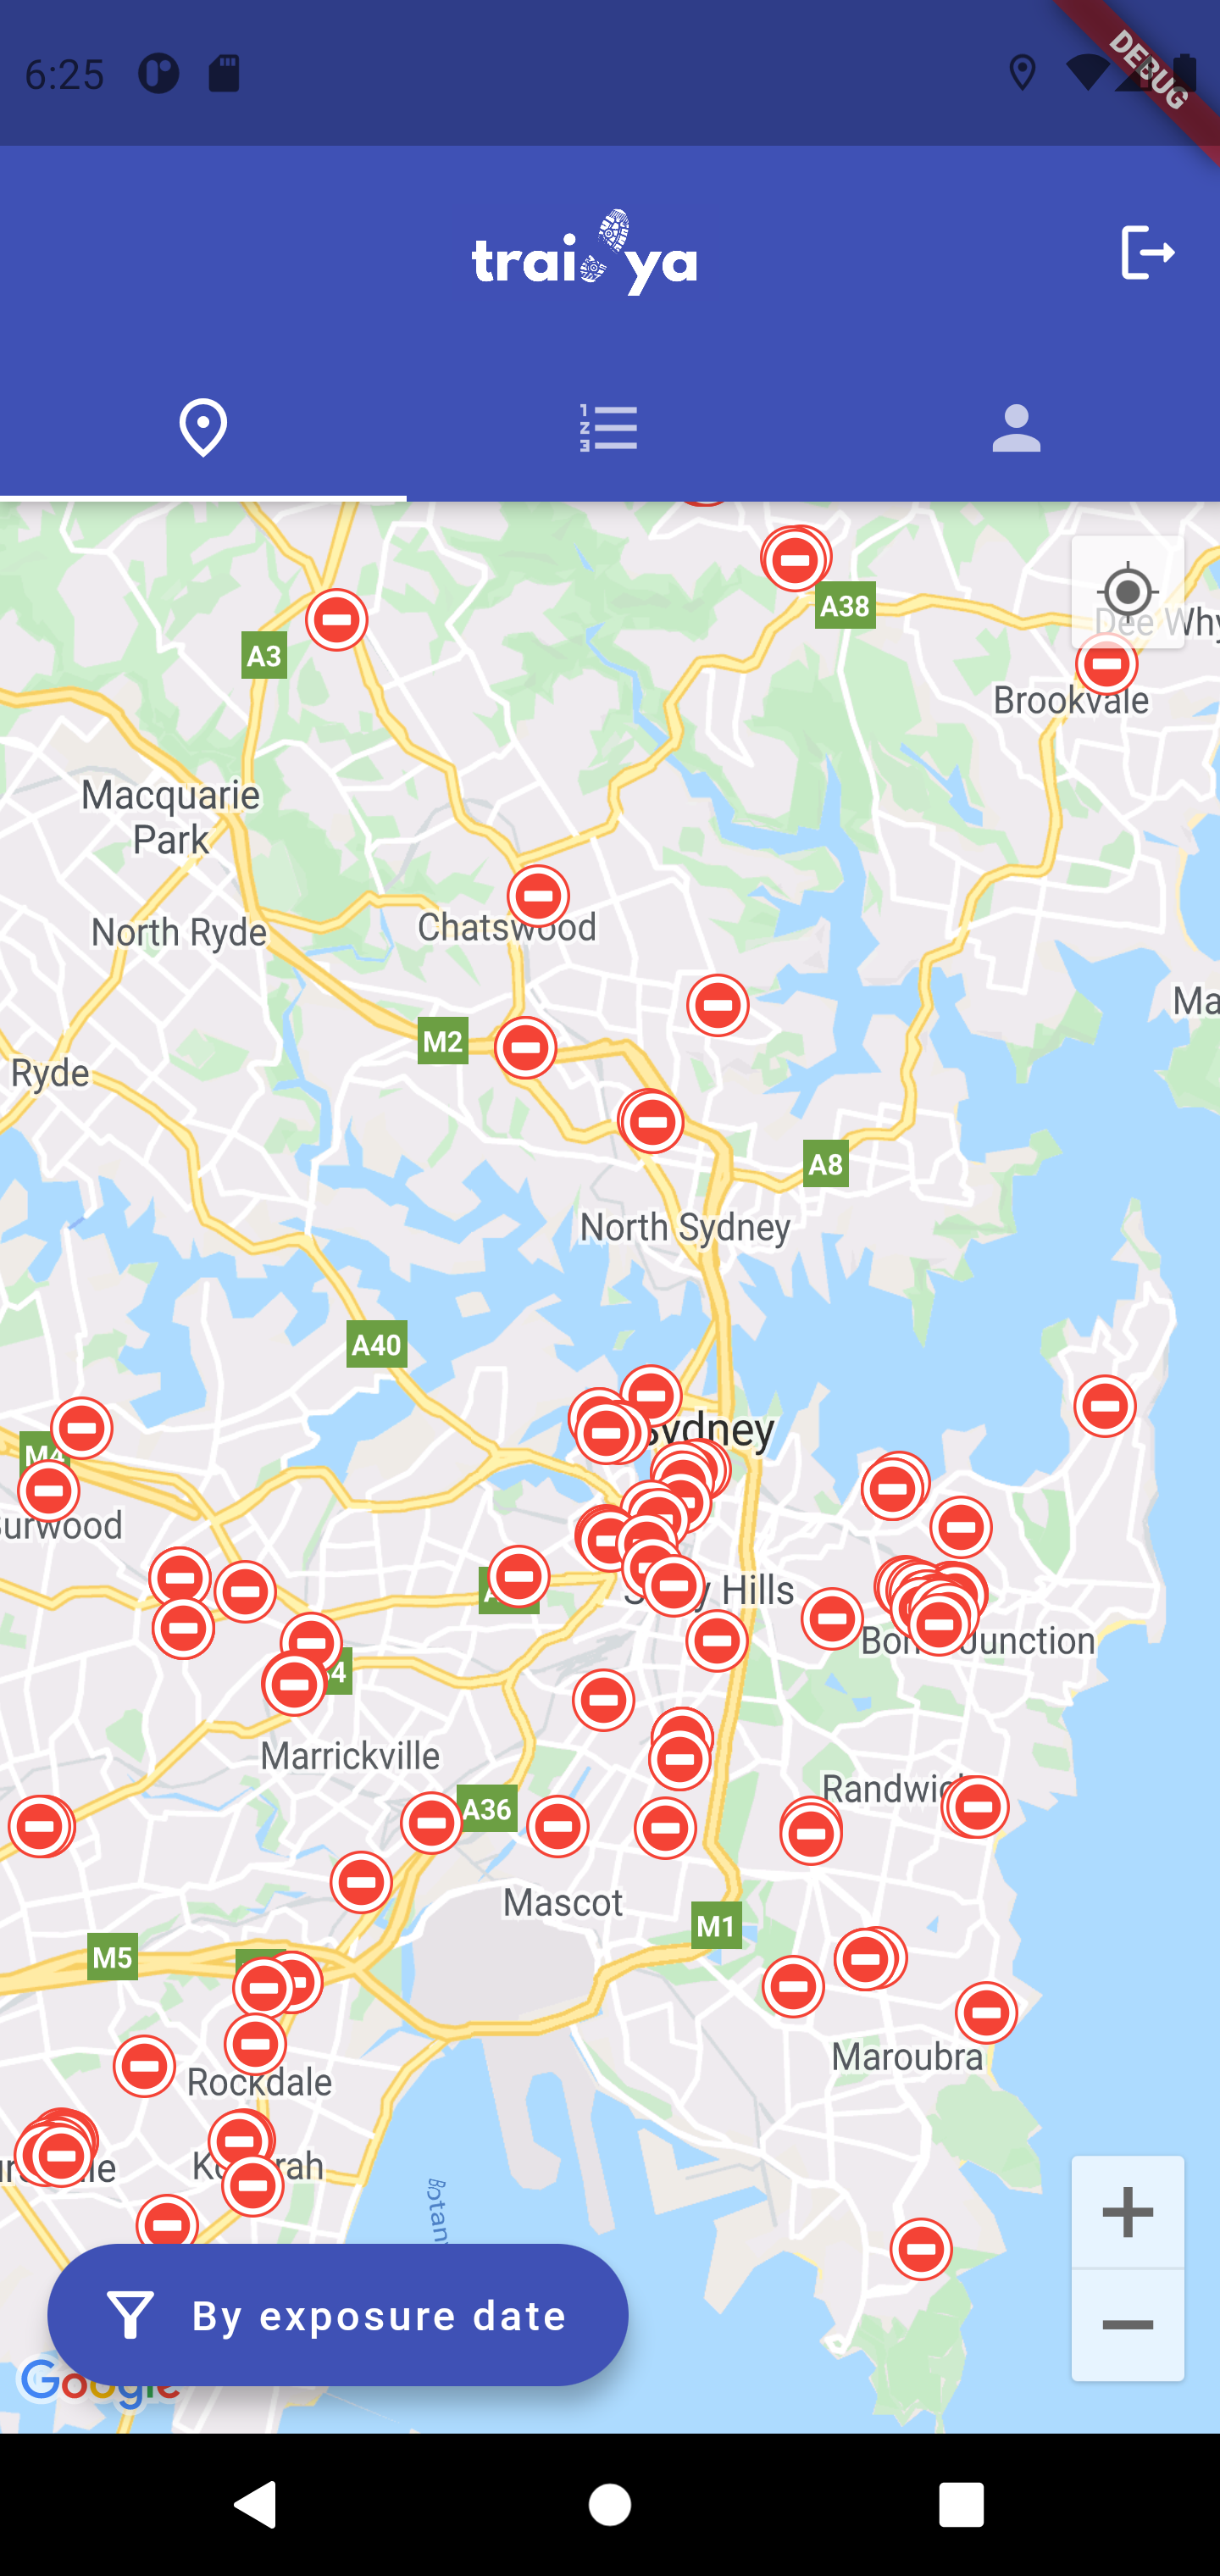 6:25
DEBUG
trai ya
A38
Dee Why
A3
Brookvale
Macquarie
Park
North Ryde
Chatswood
Ma
M2
Ryde
A8
North Sydney
A40
Sydney
M4
urwood
y Hills
Bon Junction
4
Marrickville
Randwi
A36
Mascot
M1
M5
Maroubra
Rockdale
K rah
le
Botan
By exposure date
Google